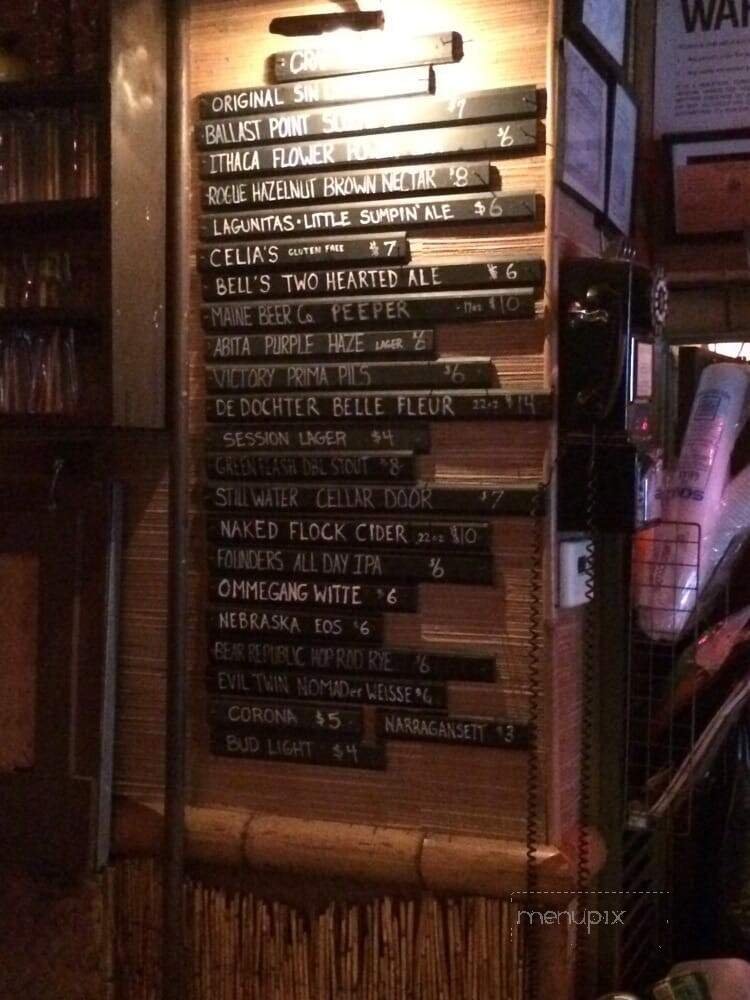 ORIGINAL SIN
BALLAST POINT $9
ITHACA FLOWER $6
ROGUE HAZELNUT BROWN NECTAR $8
LAGUNITAS • LITTLE SUMPIN' ALE $6
CELIA'S GLUTEN FREE $7
BELL'S TWO HEARTED ALE $6
MAINE BEER Co. PEEPER - 17oz $10
ABITA PURPLE HAZE LAGER $6
VICTORY PRIMA PILS $6
DE DOCHTER BELLE FLEUR 22oz $14
SESSION LAGER $4
GREEN FLASH DBL STOUT $8
STILLWATER CELLAR DOOR $7
NAKED FLOCK CIDER 22oz $10
FOUNDERS ALL DAY IPA $6
OMMEGANG WITTE $6
NEBRASKA EOS $6
BEAR REPUBLIC HOP ROD RYE $6
EVIL TWIN NOMADer WEISSE $6
CORONA $5 NARRAGANSETT $3
BUD LIGHT $4
menupix